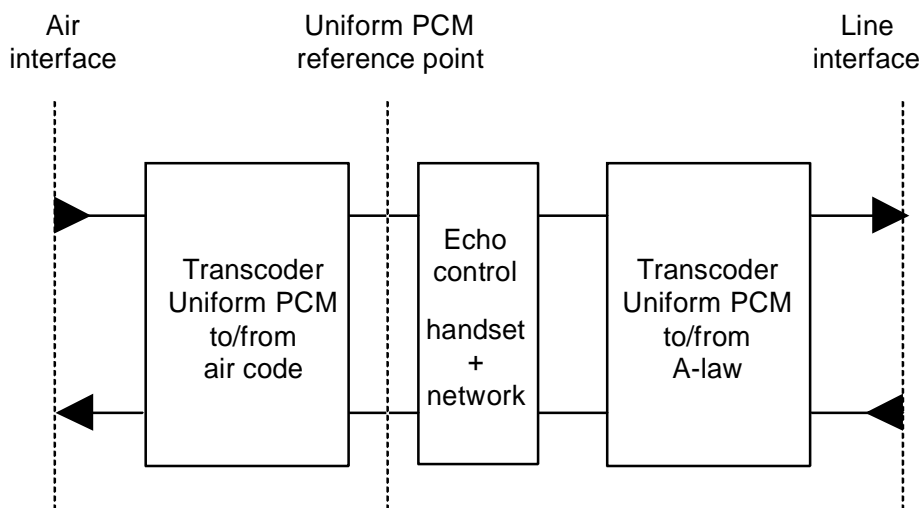 Air
interface
Uniform PCM
reference point
Line
interface
Transcoder
Uniform PCM
to/from
air code
Echo
control
handset
+
network
Transcoder
Uniform PCM
to/from
A-law